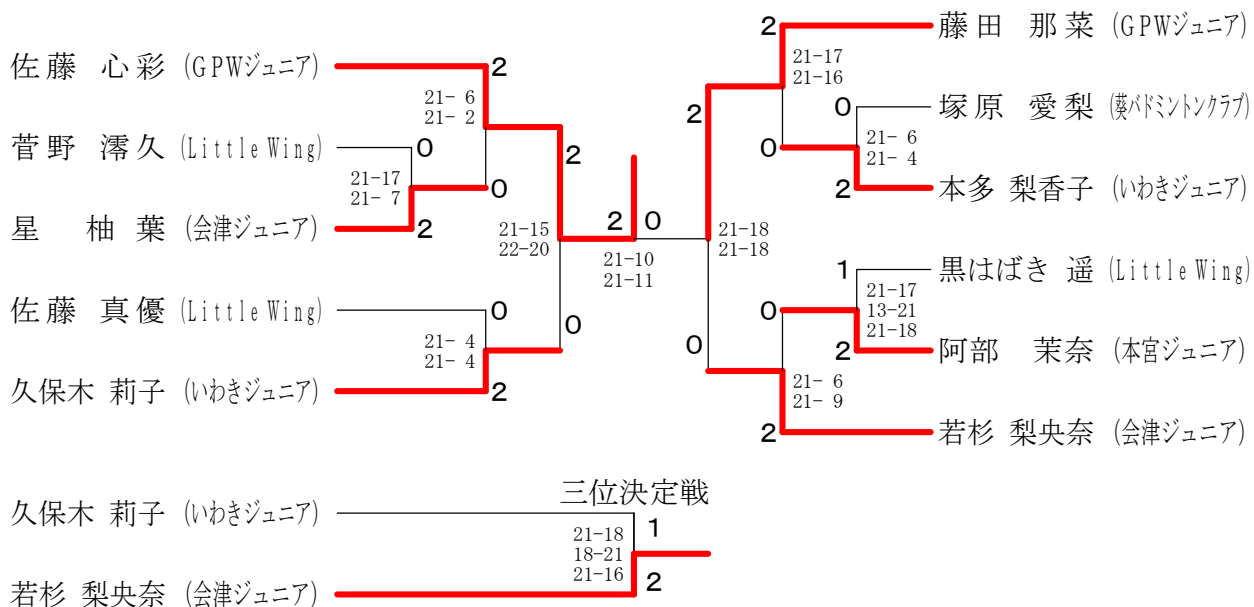 佐藤 心彩 (GPWジュニア)
2
21- 6
21- 2
菅野 澪久 (Little Wing)
0
21-17
21- 7
0
星 柚葉 (会津ジュニア)
2
2
21-15
22-20
佐藤 真優 (Little Wing)
0
21- 4
21- 4
0
久保木 莉子 (いわきジュニア)
2
2 0
21-10
21-11
2 藤田 那菜 (GPWジュニア)
21-17
21-16
2
0 塚原 愛梨 (葵バドミントンクラブ)
21- 6
21- 4
0
2 本多 梨香子 (いわきジュニア)
21-18
21-18
1 黒はばき 遥 (Little Wing)
21-17
13-21
21-18
0
2 阿部 茉奈 (本宮ジュニア)
0
21- 6
21- 9
2 若杉 梨央奈 (会津ジュニア)
三位決定戦
久保木 莉子 (いわきジュニア)
1
21-18
18-21
21-16
2
若杉 梨央奈 (会津ジュニア)